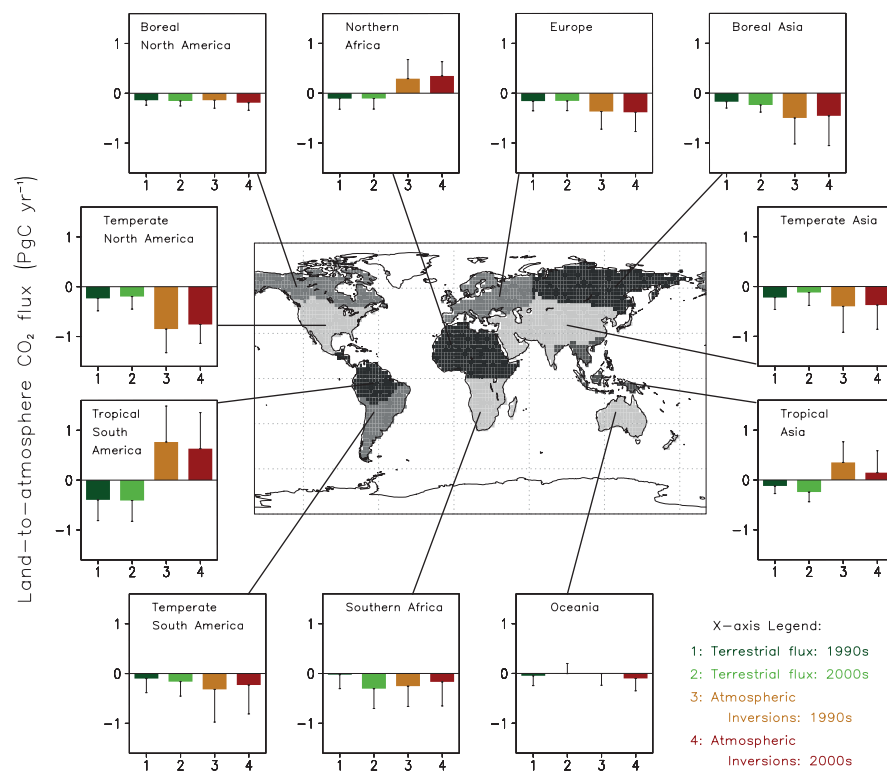 Land-to-atmosphere CO₂ flux (PgC yr⁻¹)
Boreal
North America
1
0
-1
1 2 3 4
Northern
Africa
1
0
-1
1 2 3 4
Europe
1
0
-1
1 2 3 4
Boreal Asia
1
0
-1
1 2 3 4
Temperate
North America
1
0
-1
1 2 3 4
Temperate Asia
1
0
-1
1 2 3 4
Tropical
South
America
1
0
-1
1 2 3 4
Tropical
Asia
1
0
-1
1 2 3 4
Temperate
South America
1
0
-1
1 2 3 4
Southern Africa
1
0
-1
1 2 3 4
Oceania
1
0
-1
1 2 3 4
X-axis Legend:
1: Terrestrial flux: 1990s
2: Terrestrial flux: 2000s
3: Atmospheric
Inversions: 1990s
4: Atmospheric
Inversions: 2000s